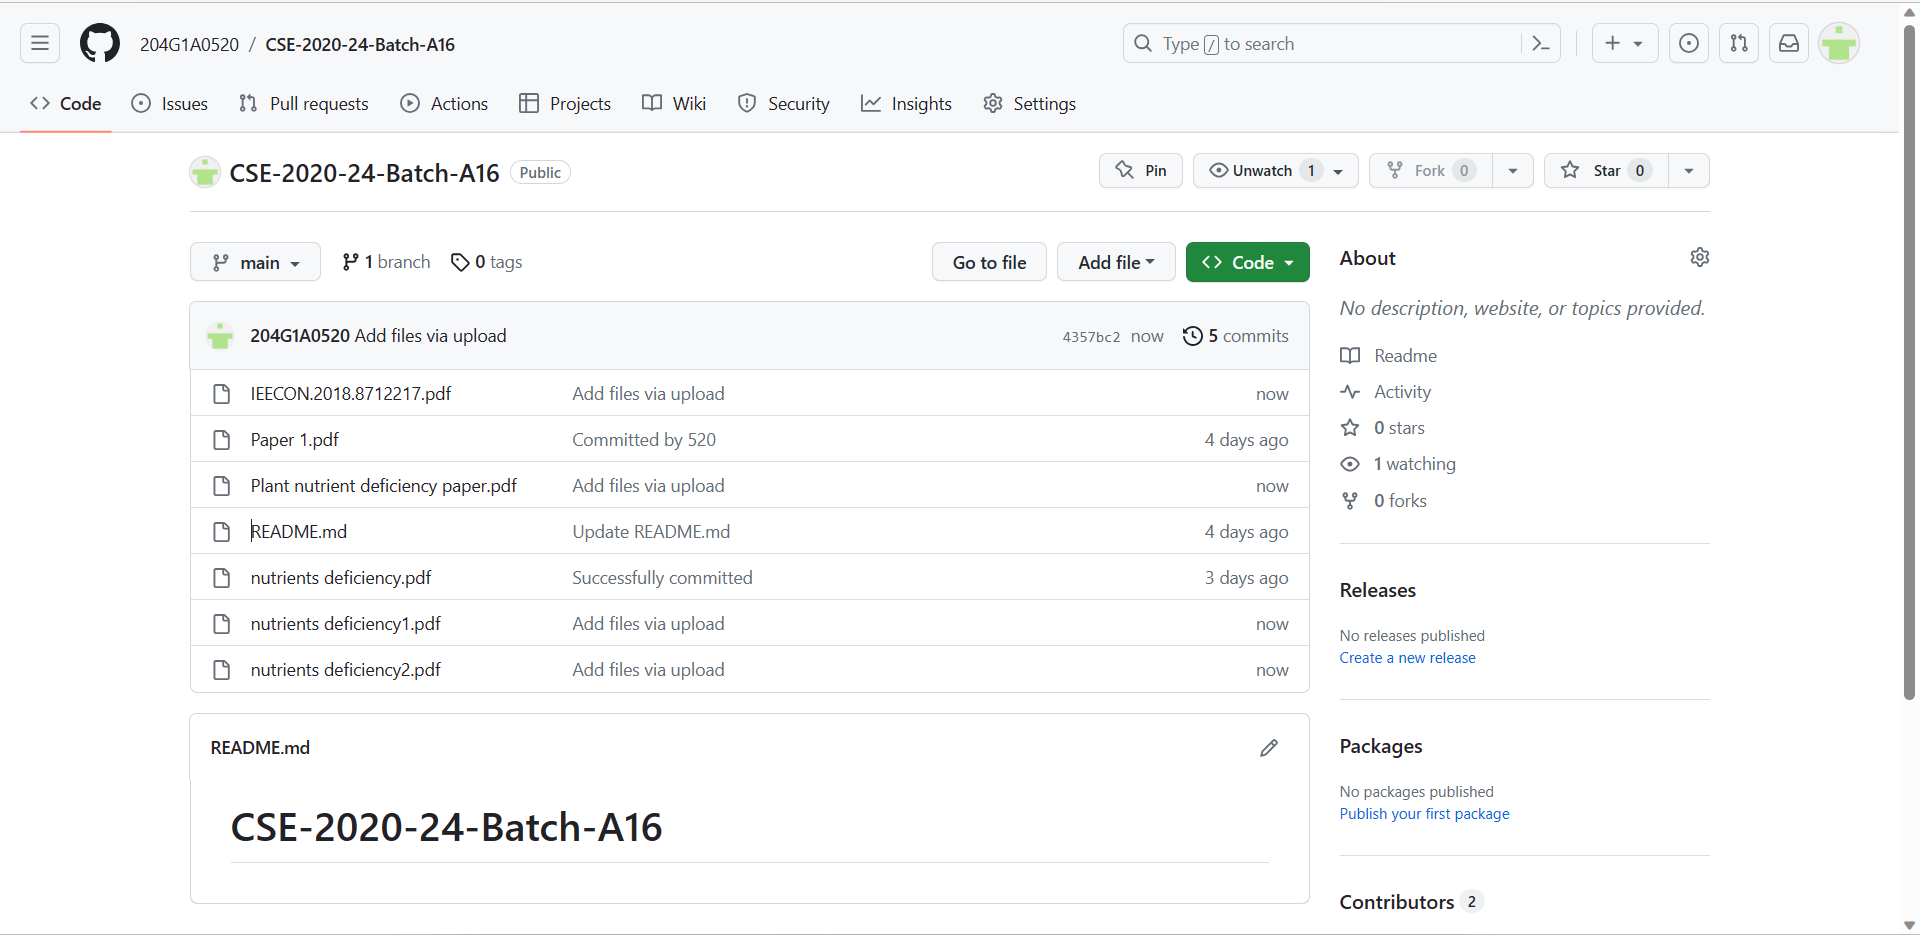 204G1A0520 / CSE-2020-24-Batch-A16
Type / to search
Code Issues Pull requests Actions Projects Wiki Security Insights Settings
CSE-2020-24-Batch-A16 Public
Pin Unwatch 1 Fork 0 Star 0
main 1 branch 0 tags Go to file Add file Code
204G1A0520 Add files via upload 4357bc2 now 5 commits
IEECON.2018.8712217.pdf Add files via upload now
Paper 1.pdf Committed by 520 4 days ago
Plant nutrient deficiency paper.pdf Add files via upload now
README.md Update README.md 4 days ago
nutrients deficiency.pdf Successfully committed 3 days ago
nutrients deficiency1.pdf Add files via upload now
nutrients deficiency2.pdf Add files via upload now
README.md
CSE-2020-24-Batch-A16
About
No description, website, or topics provided.
Readme
Activity
0 stars
1 watching
0 forks
Releases
No releases published
Create a new release
Packages
No packages published
Publish your first package
Contributors 2